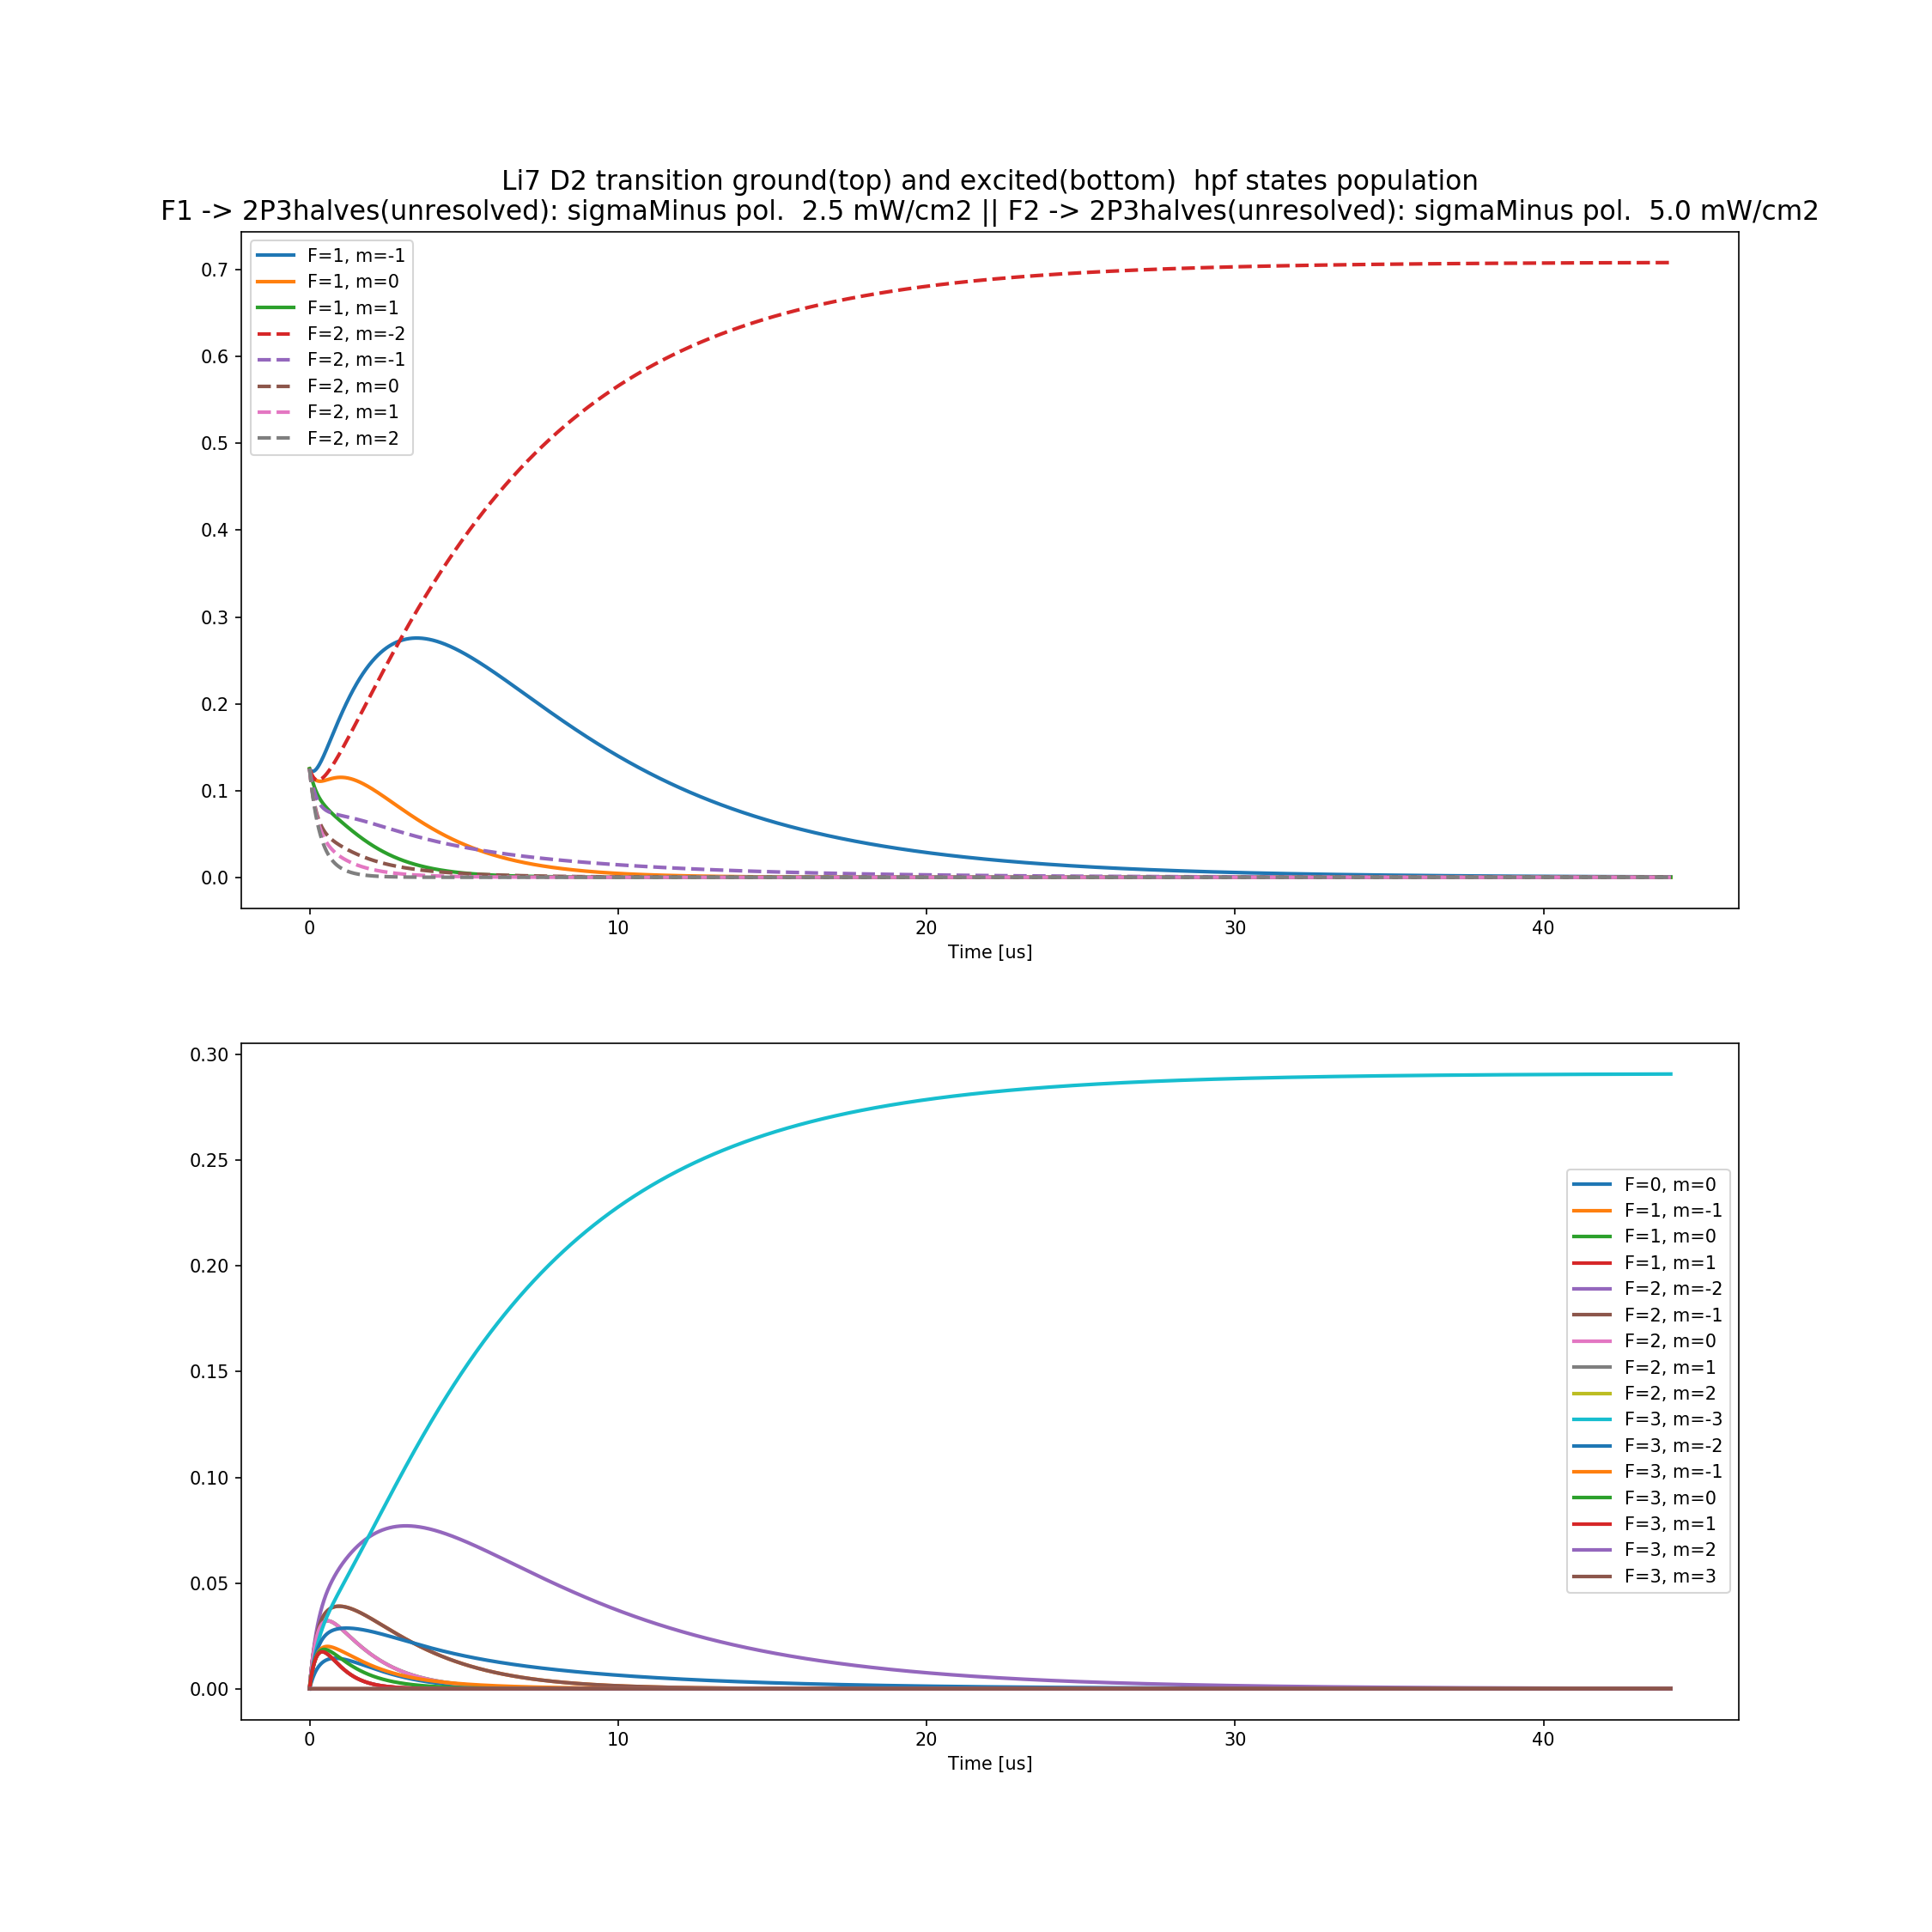 Li7 D2 transition ground(top) and excited(bottom)  hpf states population
F1 -> 2P3halves(unresolved): sigmaMinus pol.  2.5 mW/cm2 || F2 -> 2P3halves(unresolved): sigmaMinus pol.  5.0 mW/cm2
F=1, m=-1
F=1, m=0
F=1, m=1
F=2, m=-2
F=2, m=-1
F=2, m=0
F=2, m=1
F=2, m=2
0.7
0.6
0.5
0.4
0.3
0.2
0.1
0.0
0 10 20 30 40
Time [us]
0.30
0.25
0.20
0.15
0.10
0.05
0.00
F=0, m=0
F=1, m=-1
F=1, m=0
F=1, m=1
F=2, m=-2
F=2, m=-1
F=2, m=0
F=2, m=1
F=2, m=2
F=3, m=-3
F=3, m=-2
F=3, m=-1
F=3, m=0
F=3, m=1
F=3, m=2
F=3, m=3
0 10 20 30 40
Time [us]